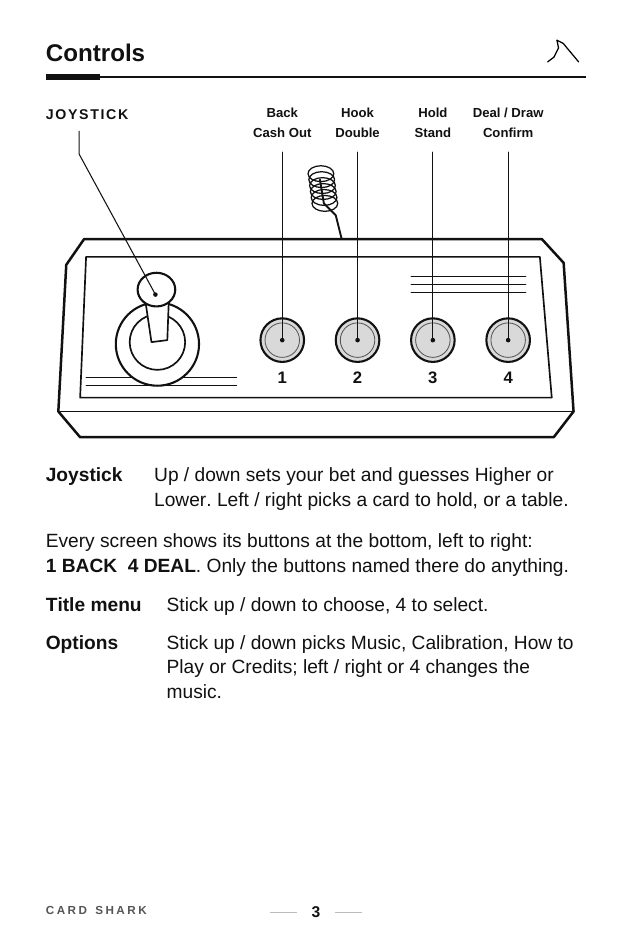 Controls
JOYSTICK
Back Hook Hold Deal / Draw
Cash Out Double Stand Confirm
1 2 3 4
Joystick Up / down sets your bet and guesses Higher or
Lower. Left / right picks a card to hold, or a table.
Every screen shows its buttons at the bottom, left to right:
1 BACK 4 DEAL. Only the buttons named there do anything.
Title menu Stick up / down to choose, 4 to select.
Options Stick up / down picks Music, Calibration, How to
Play or Credits; left / right or 4 changes the
music.
CARD SHARK 3